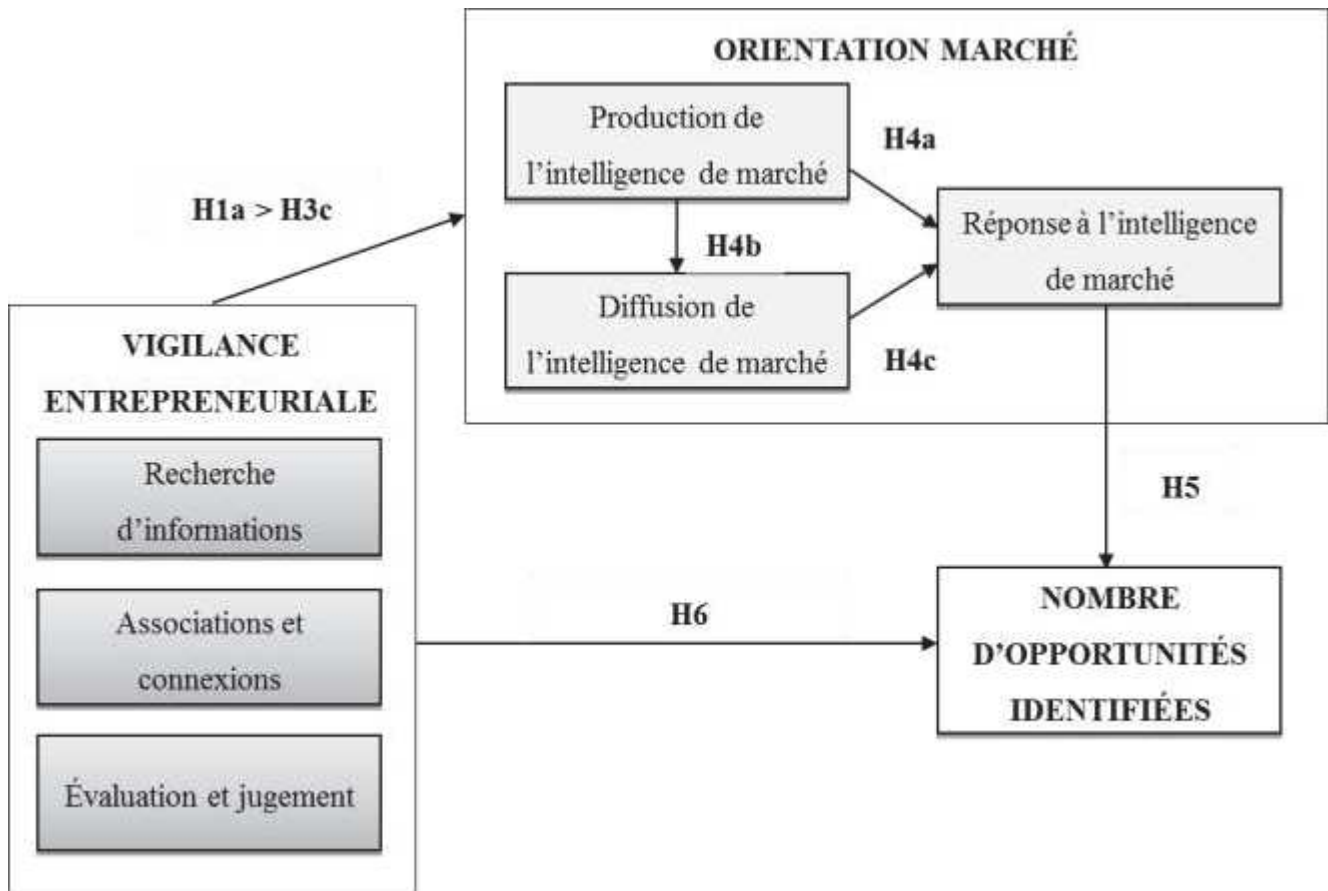 ORIENTATION MARCHÉ
Production de
l’intelligence de marché
H4a
H1a > H3c
Réponse à l’intelligence
de marché
H4b
Diffusion de
l’intelligence de marché
H4c
VIGILANCE
ENTREPRENEURIALE
Recherche
d’informations
Associations et
connexions
Évaluation et jugement
H5
H6
NOMBRE
D’OPPORTUNITÉS
IDENTIFIÉES